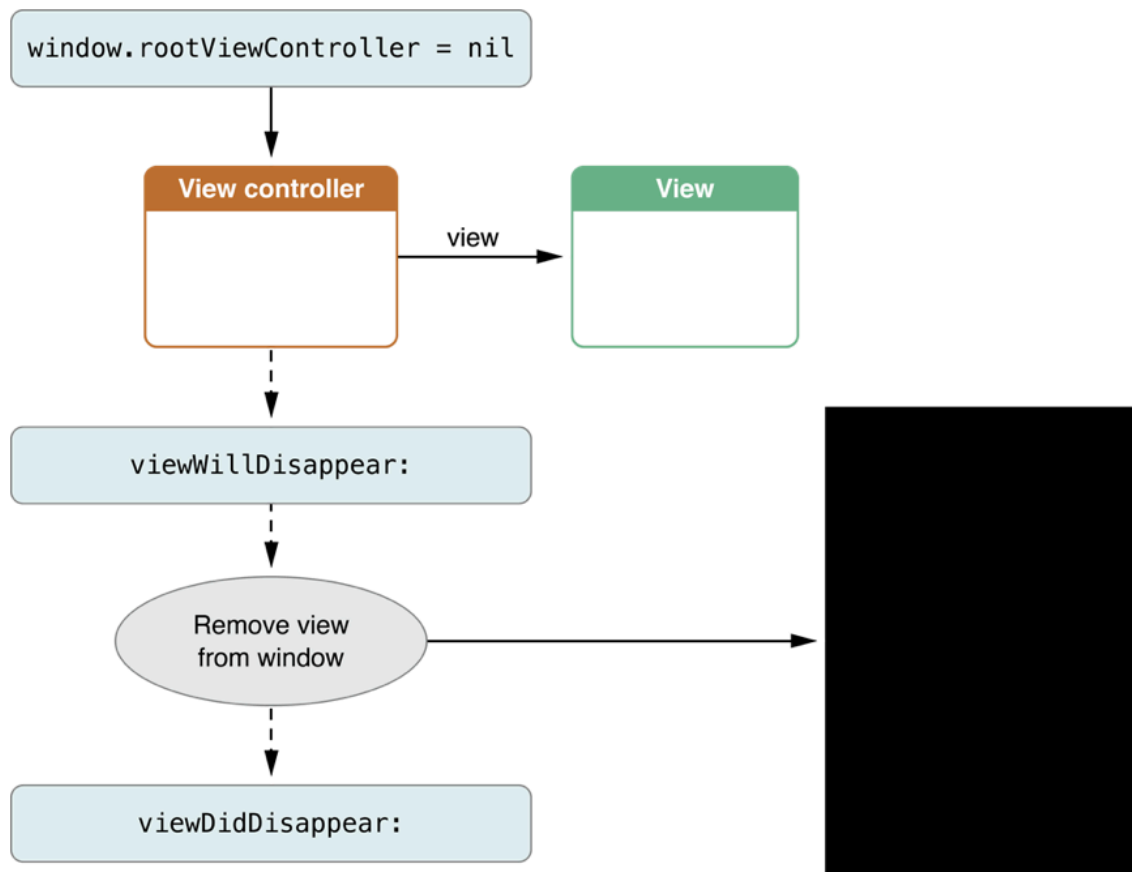 window.rootViewController = nil
View controller
View
view
viewWillDisappear:
Remove view
from window
viewDidDisappear: